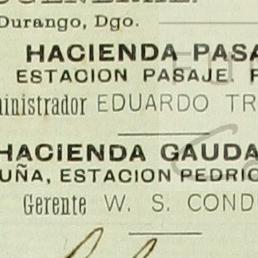 Durango, Dgo.
HACIENDA PASA
ESTACION PASAJE. F
ministrador EDUARDO TR
HACIENDA GAUDA
UÑA, ESTACION PEDRIC
Gerente W. S. COND